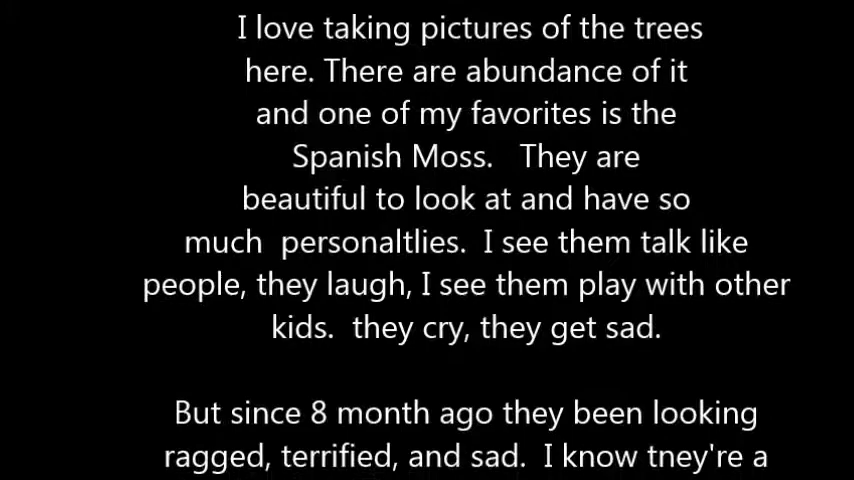 I love taking pictures of the trees
here. There are abundance of it
and one of my favorites is the
Spanish Moss.   They are
beautiful to look at and have so
much  personaltlies.  I see them talk like
people, they laugh, I see them play with other
kids.  they cry, they get sad.
But since 8 month ago they been looking
ragged, terrified, and sad.  I know tney're a